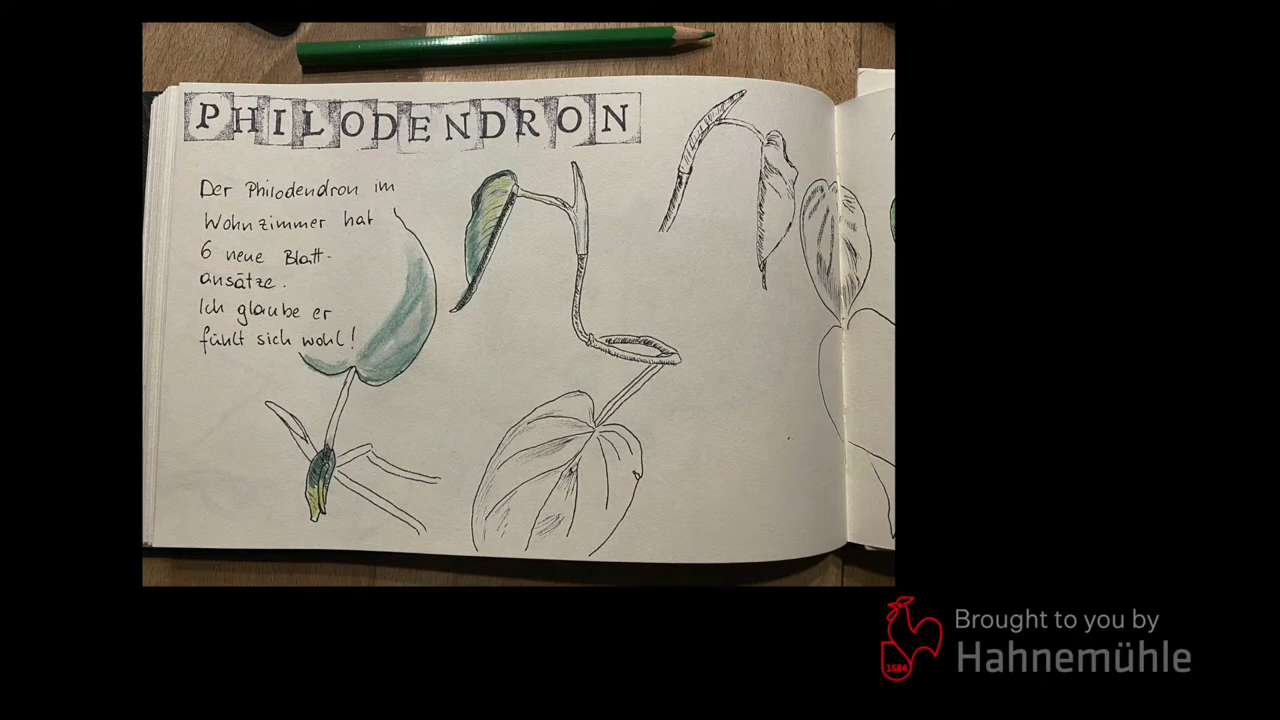 PHILODENDRON
Der Philodendron im
Wohnzimmer hat
6 neue Blatt-
ansätze.
Ich glaube er
fühlt sich wohl!
1584
Brought to you by
Hahnemühle